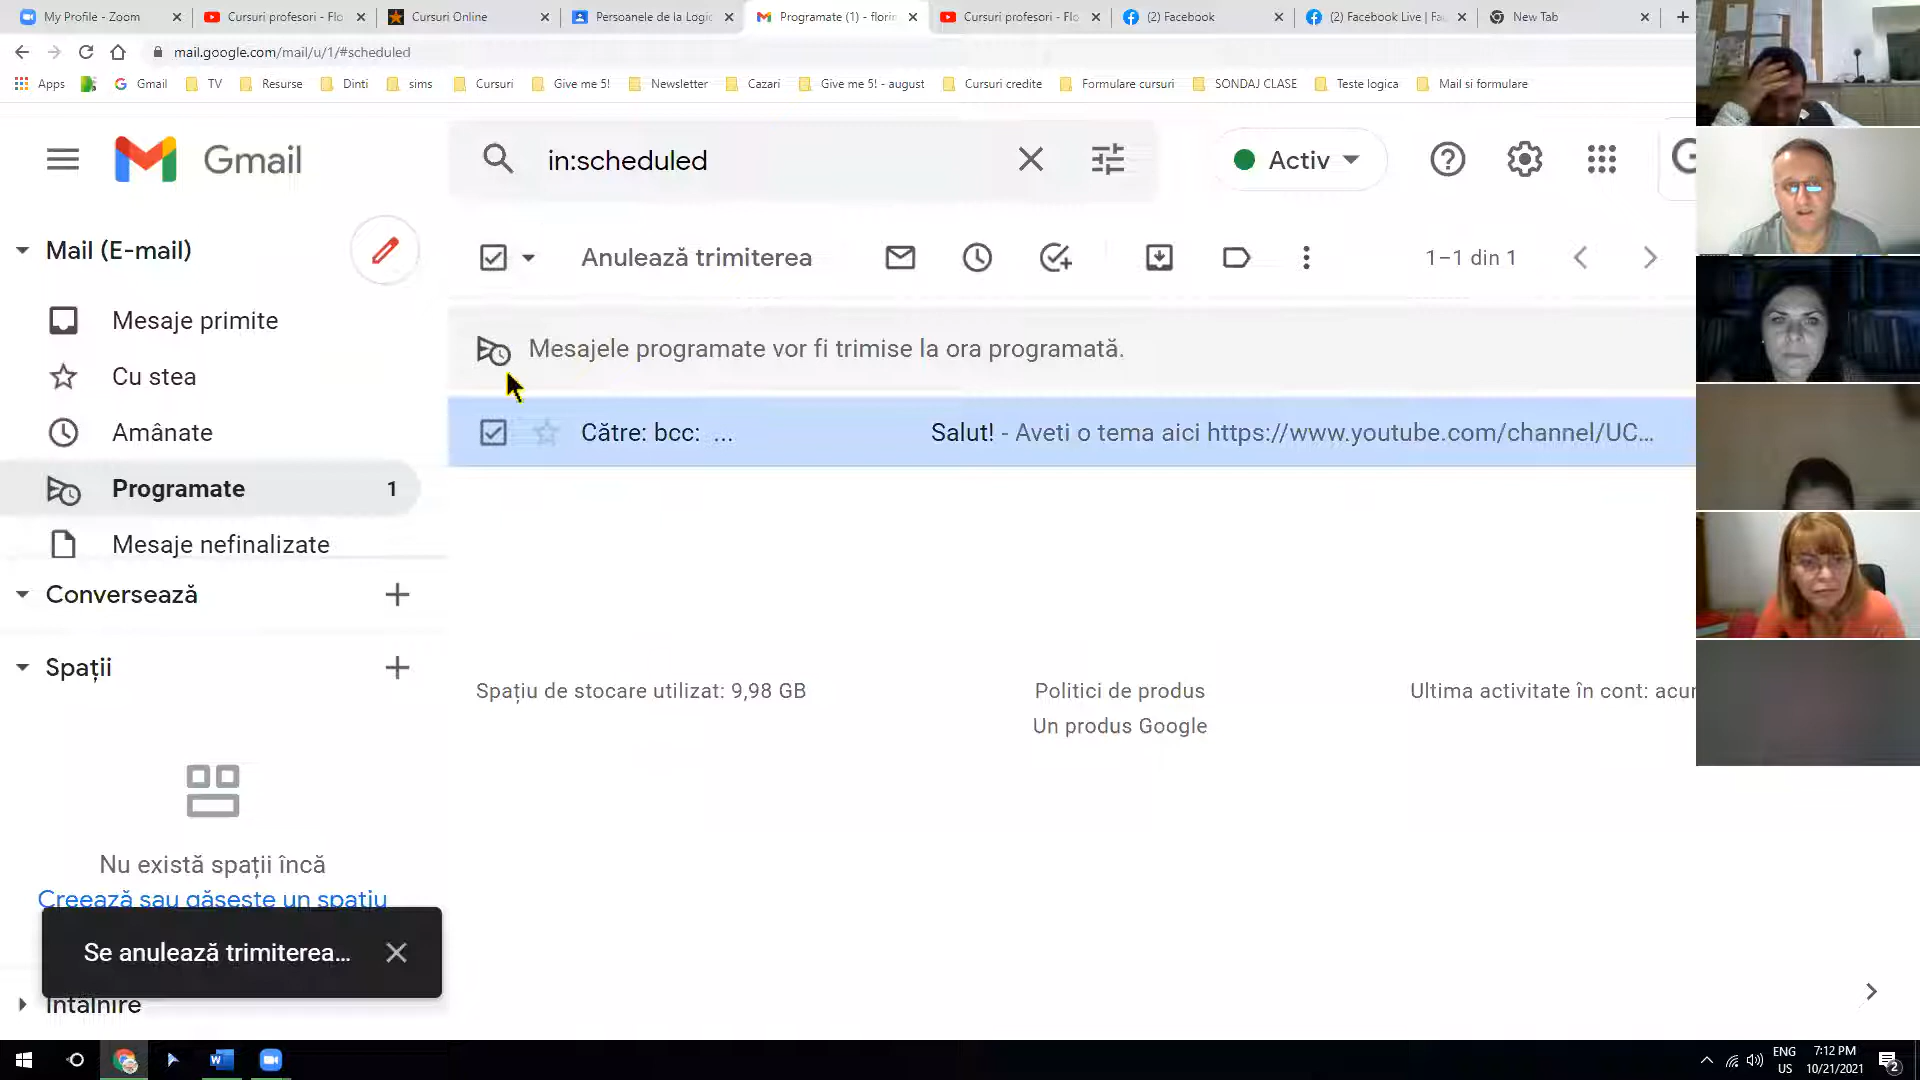 My Profile - Zoom
Cursuri profesori - Flo
Cursuri Online
Persoanele de la Logic
Programate (1) - florin
Cursuri profesori - Flo
(2) Facebook
(2) Facebook Live | Fa
New Tab
mail.google.com/mail/u/1/#scheduled
Apps
Gmail
TV
Resurse
Dinti
sims
Cursuri
Give me 5!
Newsletter
Cazari
Give me 5! - august
Cursuri credite
Formulare cursuri
SONDAJ CLASE
Teste logica
Mail si formulare
Gmail
in:scheduled
Activ
Mail (E-mail)
Anulează trimiterea
1–1 din 1
Mesaje primite
Mesajele programate vor fi trimise la ora programată.
Cu stea
Amânate
Către: bcc: ...
Salut! - Aveti o tema aici https://www.youtube.com/channel/UC...
Programate 1
Mesaje nefinalizate
Conversează
Spații
Spațiu de stocare utilizat: 9,98 GB
Politici de produs
Ultima activitate în cont: acur
Un produs Google
Nu există spații încă
Creează sau găsește un spațiu
Se anulează trimiterea...
Întâlnire
ENG
US
7:12 PM
10/21/2021
2